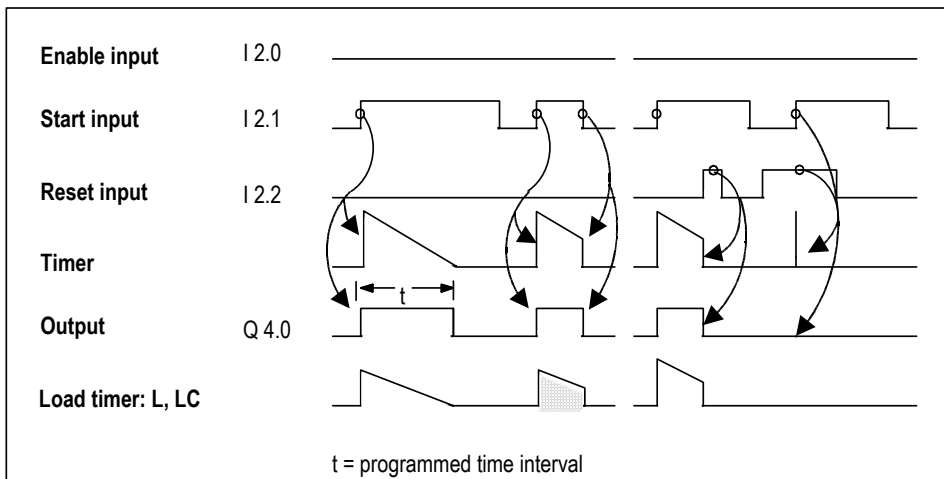 Enable input I 2.0
Start input I 2.1
Reset input I 2.2
Timer
t
Output Q 4.0
Load timer: L, LC
t = programmed time interval